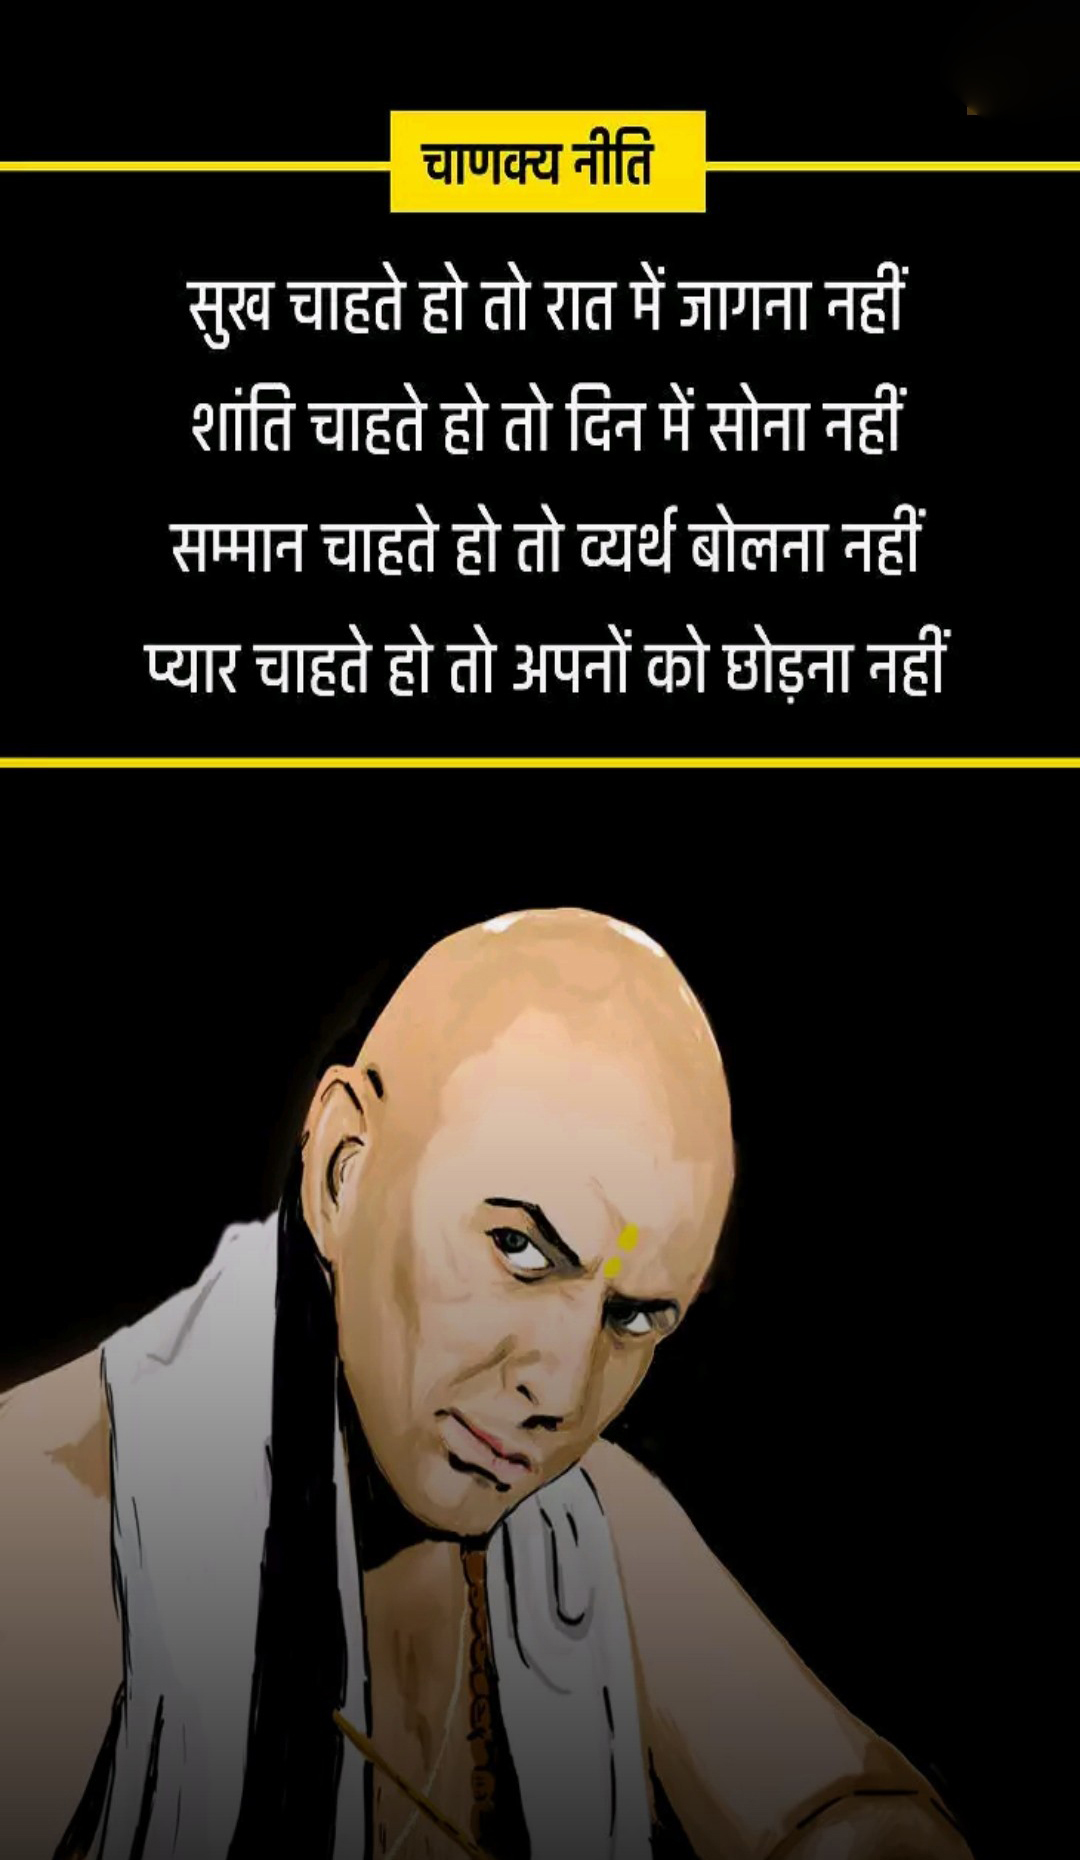 चाणक्य नीति
सुख चाहते हो तो रात में जागना नहीं
शांति चाहते हो तो दिन में सोना नहीं
सम्मान चाहते हो तो व्यर्थ बोलना नहीं
प्यार चाहते हो तो अपनों को छोड़ना नहीं